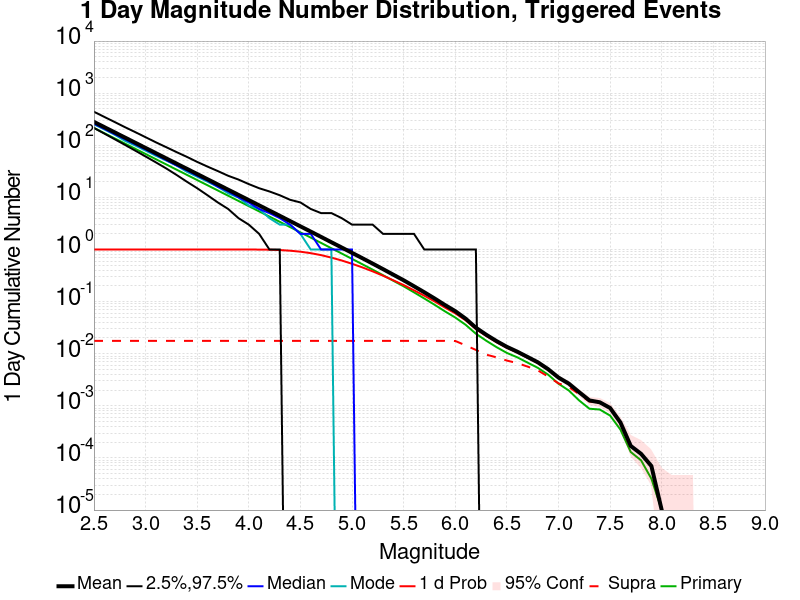 1 Day Magnitude Number Distribution, Triggered Events
10^4
10^3
10^2
10^1
10^0
10^-1
10^-2
10^-3
10^-4
10^-5
1 Day Cumulative Number
2.5 3.0 3.5 4.0 4.5 5.0 5.5 6.0 6.5 7.0 7.5 8.0 8.5 9.0
Magnitude
Mean 2.5%,97.5% Median Mode 1 d Prob 95% Conf Supra Primary